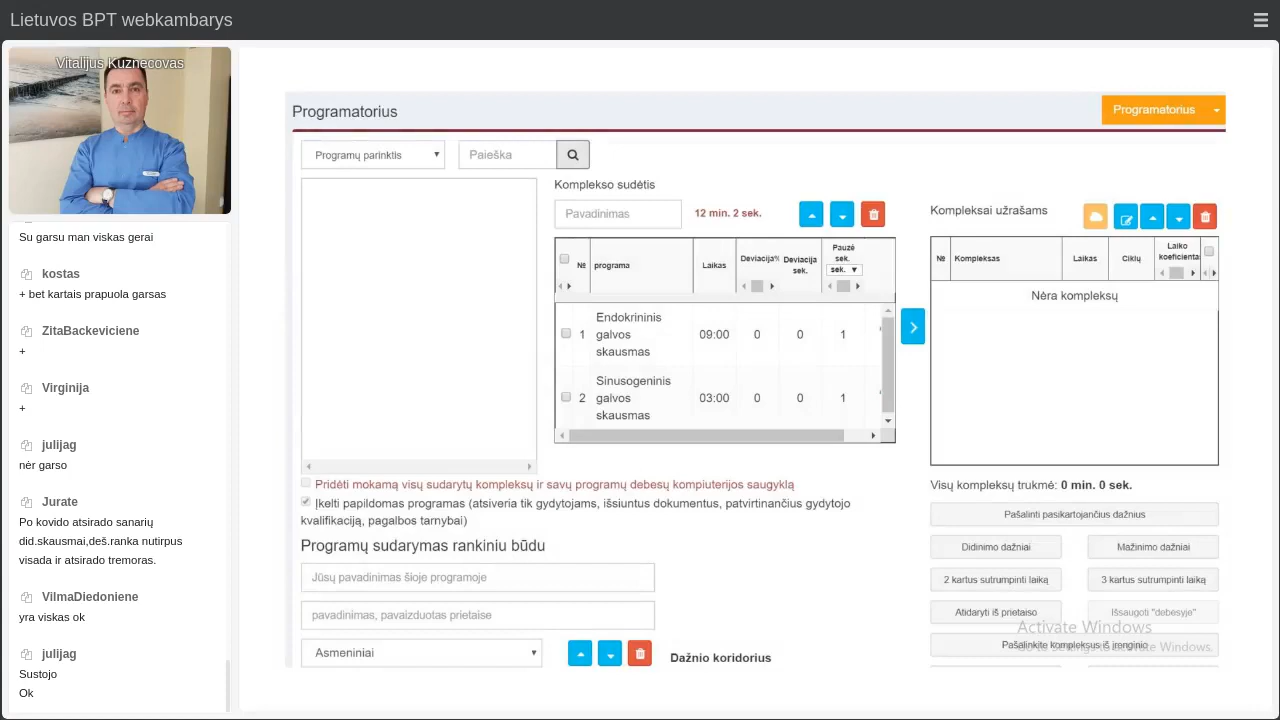 Lietuvos BPT webkambarys
Vitalijus Kuznecovas
Su garsu man viskas gerai
kostas
+ bet kartais prapuola garsas
ZitaBackeviciene
+
Virginija
+
julijag
nėr garso
Jurate
Po kovido atsirado sanarių
did.skausmai,deš.ranka nutirpus
visada ir atsirado tremoras.
VilmaDiedoniene
yra viskas ok
julijag
Sustojo
Ok
Programatorius
Programatorius
Programų parinktis
Paieška
Komplekso sudėtis
Pavadinimas
12 min. 2 sek.
№ programa Laikas Deviacija% Deviacija sek. Pauzė sek. sek.
1 Endokrininis galvos skausmas 09:00 0 0 1
2 Sinusogeninis galvos skausmas 03:00 0 0 1
Kompleksai užrašams
№ Kompleksas Laikas Ciklų Laiko koeficientas
Nėra kompleksų
Pridėti mokamą visų sudarytų kompleksų ir savų programų debesų kompiuterijos saugyklą
Įkelti papildomas programas (atsiveria tik gydytojams, išsiuntus dokumentus, patvirtinančius gydytojo
kvalifikaciją, pagalbos tarnybai)
Programų sudarymas rankiniu būdu
Jūsų pavadinimas šioje programoje
pavadinimas, pavaizduotas prietaise
Asmeniniai
Dažnio koridorius
Visų kompleksų trukmė: 0 min. 0 sek.
Pašalinti pasikartojančius dažnius
Didinimo dažniai
Mažinimo dažniai
2 kartus sutrumpinti laiką
3 kartus sutrumpinti laiką
Atidaryti iš prietaiso
Išsaugoti "debesyje"
Activate Windows
Pašalinkite kompleksus iš įrenginio
Go to Settings to activate Windows.